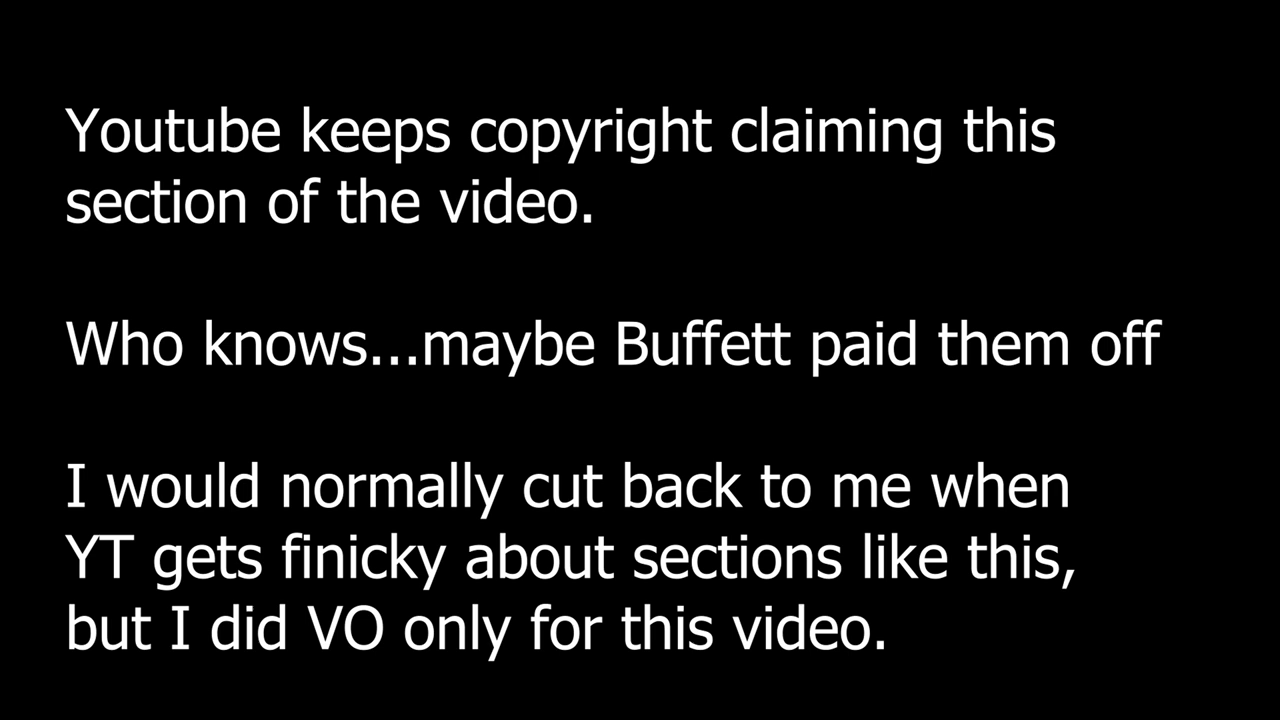 Youtube keeps copyright claiming this
section of the video.
Who knows...maybe Buffett paid them off
I would normally cut back to me when
YT gets finicky about sections like this,
but I did VO only for this video.